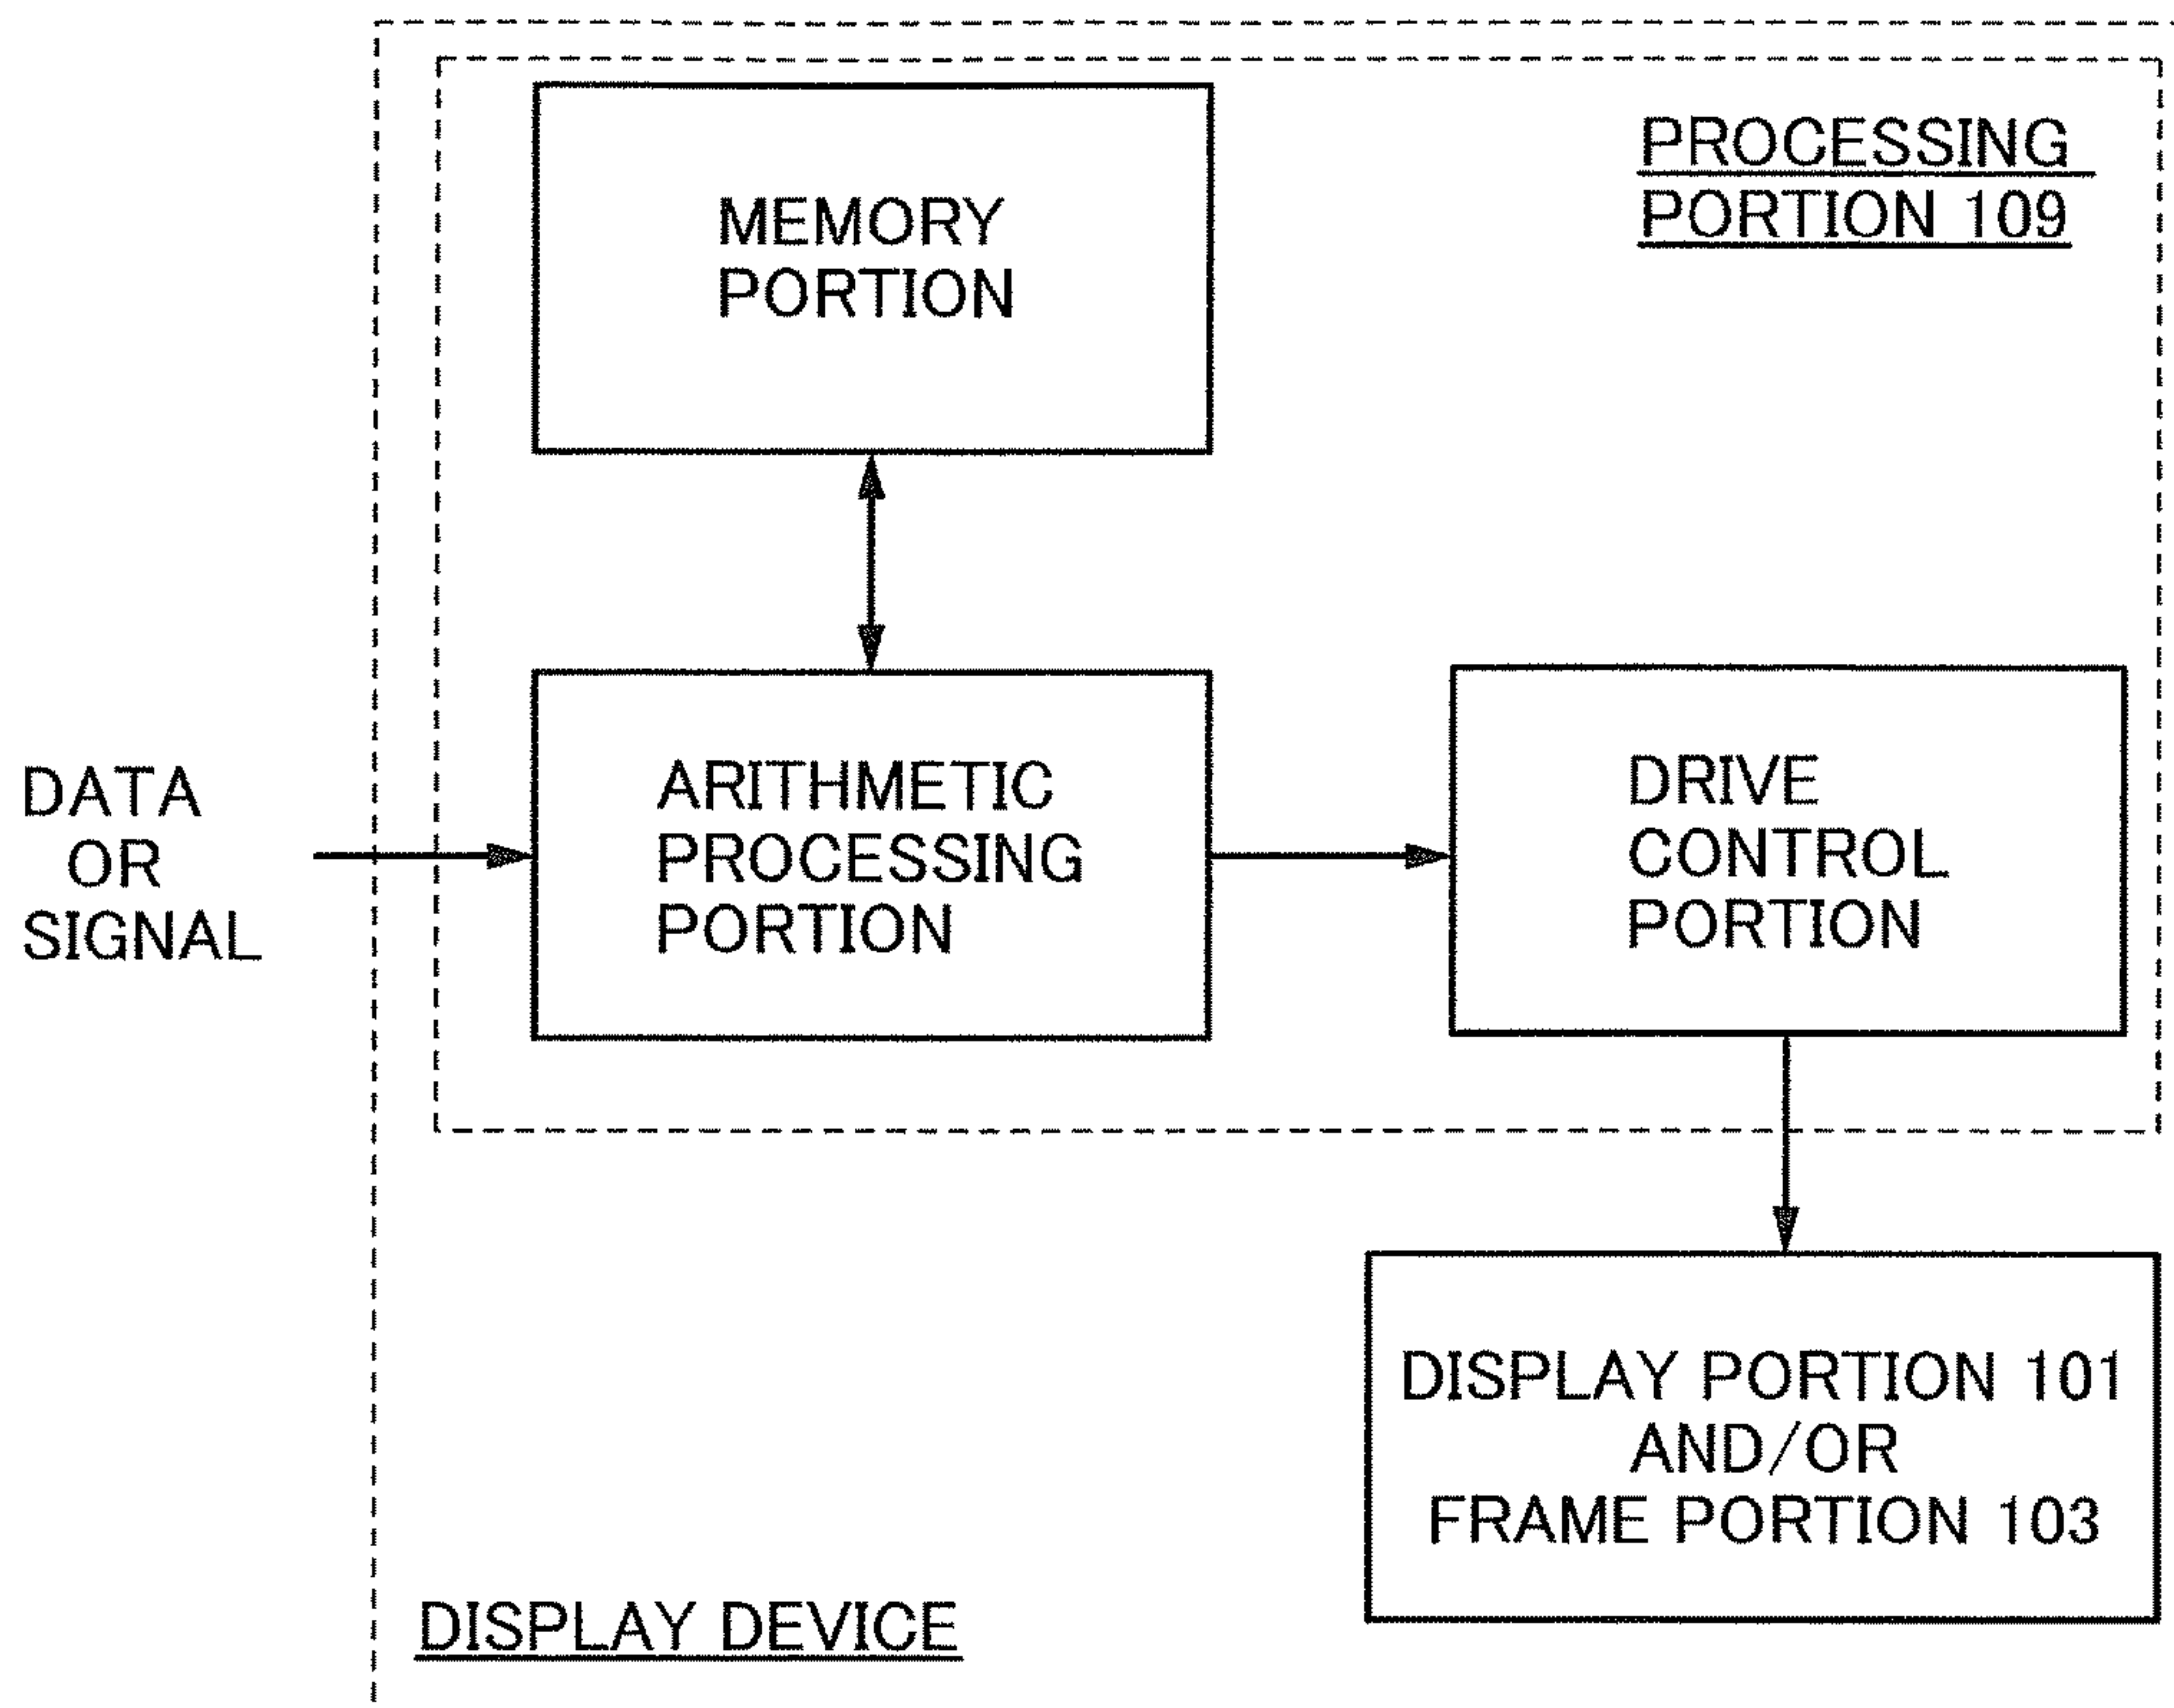 PROCESSING
PORTION 109
MEMORY
PORTION
DATA
OR
SIGNAL
ARITHMETIC
PROCESSING
PORTION
DRIVE
CONTROL
PORTION
DISPLAY PORTION 101
AND/OR
FRAME PORTION 103
DISPLAY DEVICE